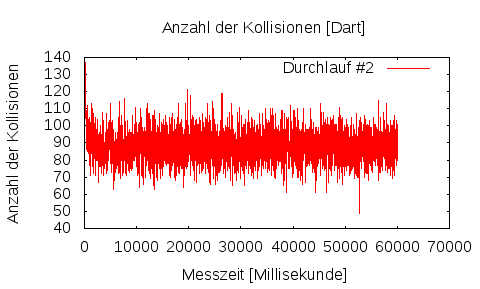 Anzahl der Kollisionen [Dart]
Durchlauf #2
Anzahl der Kollisionen
140
130
120
110
100
90
80
70
60
50
40
0 10000 20000 30000 40000 50000 60000 70000
Messzeit [Millisekunde]